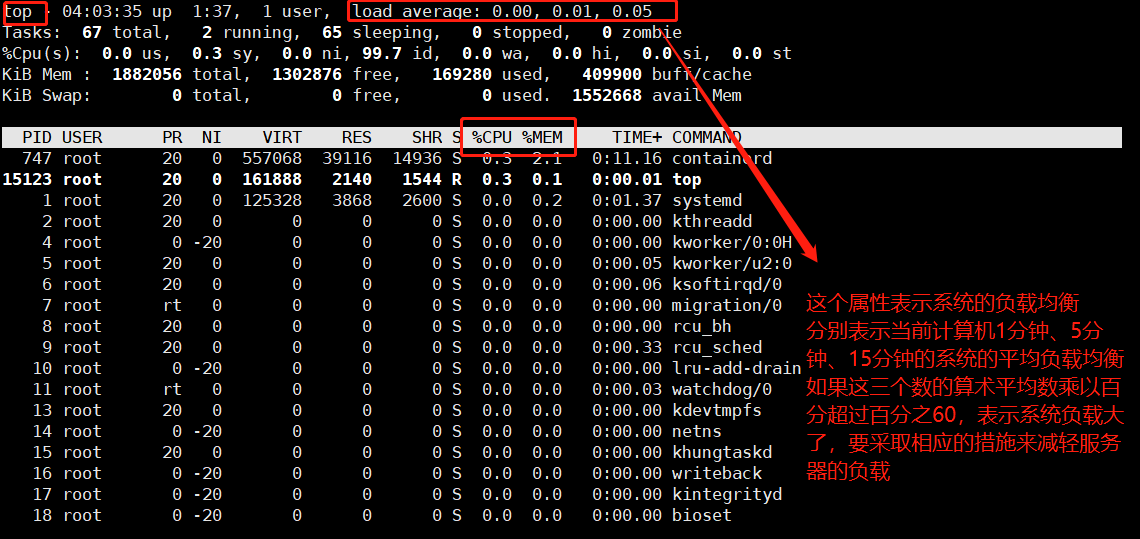 top - 04:03:35 up  1:37,  1 user,  load average: 0.00, 0.01, 0.05
Tasks:  67 total,   2 running,  65 sleeping,   0 stopped,   0 zombie
%Cpu(s):  0.0 us,  0.3 sy,  0.0 ni, 99.7 id,  0.0 wa,  0.0 hi,  0.0 si,  0.0 st
KiB Mem :  1882056 total,  1302876 free,   169280 used,   409900 buff/cache
KiB Swap:        0 total,        0 free,        0 used.  1552668 avail Mem
PID USER      PR  NI    VIRT    RES    SHR S %CPU %MEM     TIME+ COMMAND
747 root      20   0  557068  39116  14936 S  0.3  2.1   0:11.16 containerd
15123 root      20   0  161888   2140   1544 R  0.3  0.1   0:00.01 top
1 root      20   0  125328   3868   2600 S  0.0  0.2   0:01.37 systemd
2 root      20   0       0      0      0 S  0.0  0.0   0:00.00 kthreadd
4 root       0 -20       0      0      0 S  0.0  0.0   0:00.00 kworker/0:0H
5 root      20   0       0      0      0 S  0.0  0.0   0:00.05 kworker/u2:0
6 root      20   0       0      0      0 S  0.0  0.0   0:00.06 ksoftirqd/0
7 root      rt   0       0      0      0 S  0.0  0.0   0:00.00 migration/0
8 root      20   0       0      0      0 S  0.0  0.0   0:00.00 rcu_bh
9 root      20   0       0      0      0 S  0.0  0.0   0:00.33 rcu_sched
10 root       0 -20       0      0      0 S  0.0  0.0   0:00.00 lru-add-drain
11 root      rt   0       0      0      0 S  0.0  0.0   0:00.03 watchdog/0
13 root      20   0       0      0      0 S  0.0  0.0   0:00.00 kdevtmpfs
14 root       0 -20       0      0      0 S  0.0  0.0   0:00.00 netns
15 root      20   0       0      0      0 S  0.0  0.0   0:00.00 khungtaskd
16 root       0 -20       0      0      0 S  0.0  0.0   0:00.00 writeback
17 root       0 -20       0      0      0 S  0.0  0.0   0:00.00 kintegrityd
18 root       0 -20       0      0      0 S  0.0  0.0   0:00.00 bioset
这个属性表示系统的负载均衡
分别表示当前计算机1分钟、5分
钟、15分钟的系统的平均负载均衡
如果这三个数的算术平均数乘以百
分超过百分之60，表示系统负载大
了，要采取相应的措施来减轻服务
器的负载